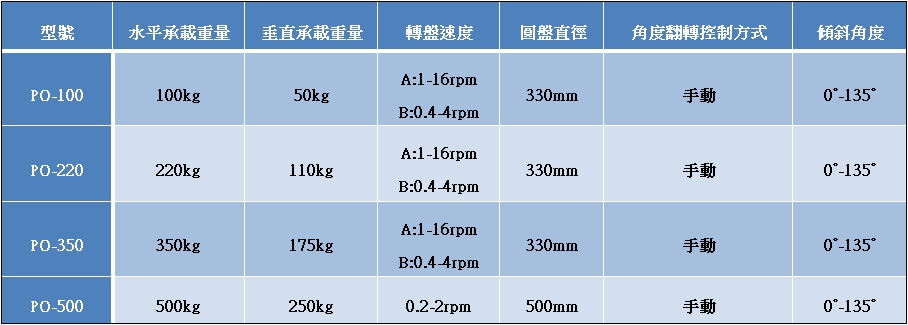 型號 水平承載重量 垂直承載重量 轉盤速度 圓盤直徑 角度翻轉控制方式 傾斜角度
PO-100 100kg 50kg A:1-16rpm B:0.4-4rpm 330mm 手動 0°-135°
PO-220 220kg 110kg A:1-16rpm B:0.4-4rpm 330mm 手動 0°-135°
PO-350 350kg 175kg A:1-16rpm B:0.4-4rpm 330mm 手動 0°-135°
PO-500 500kg 250kg 0.2-2rpm 500mm 手動 0°-135°